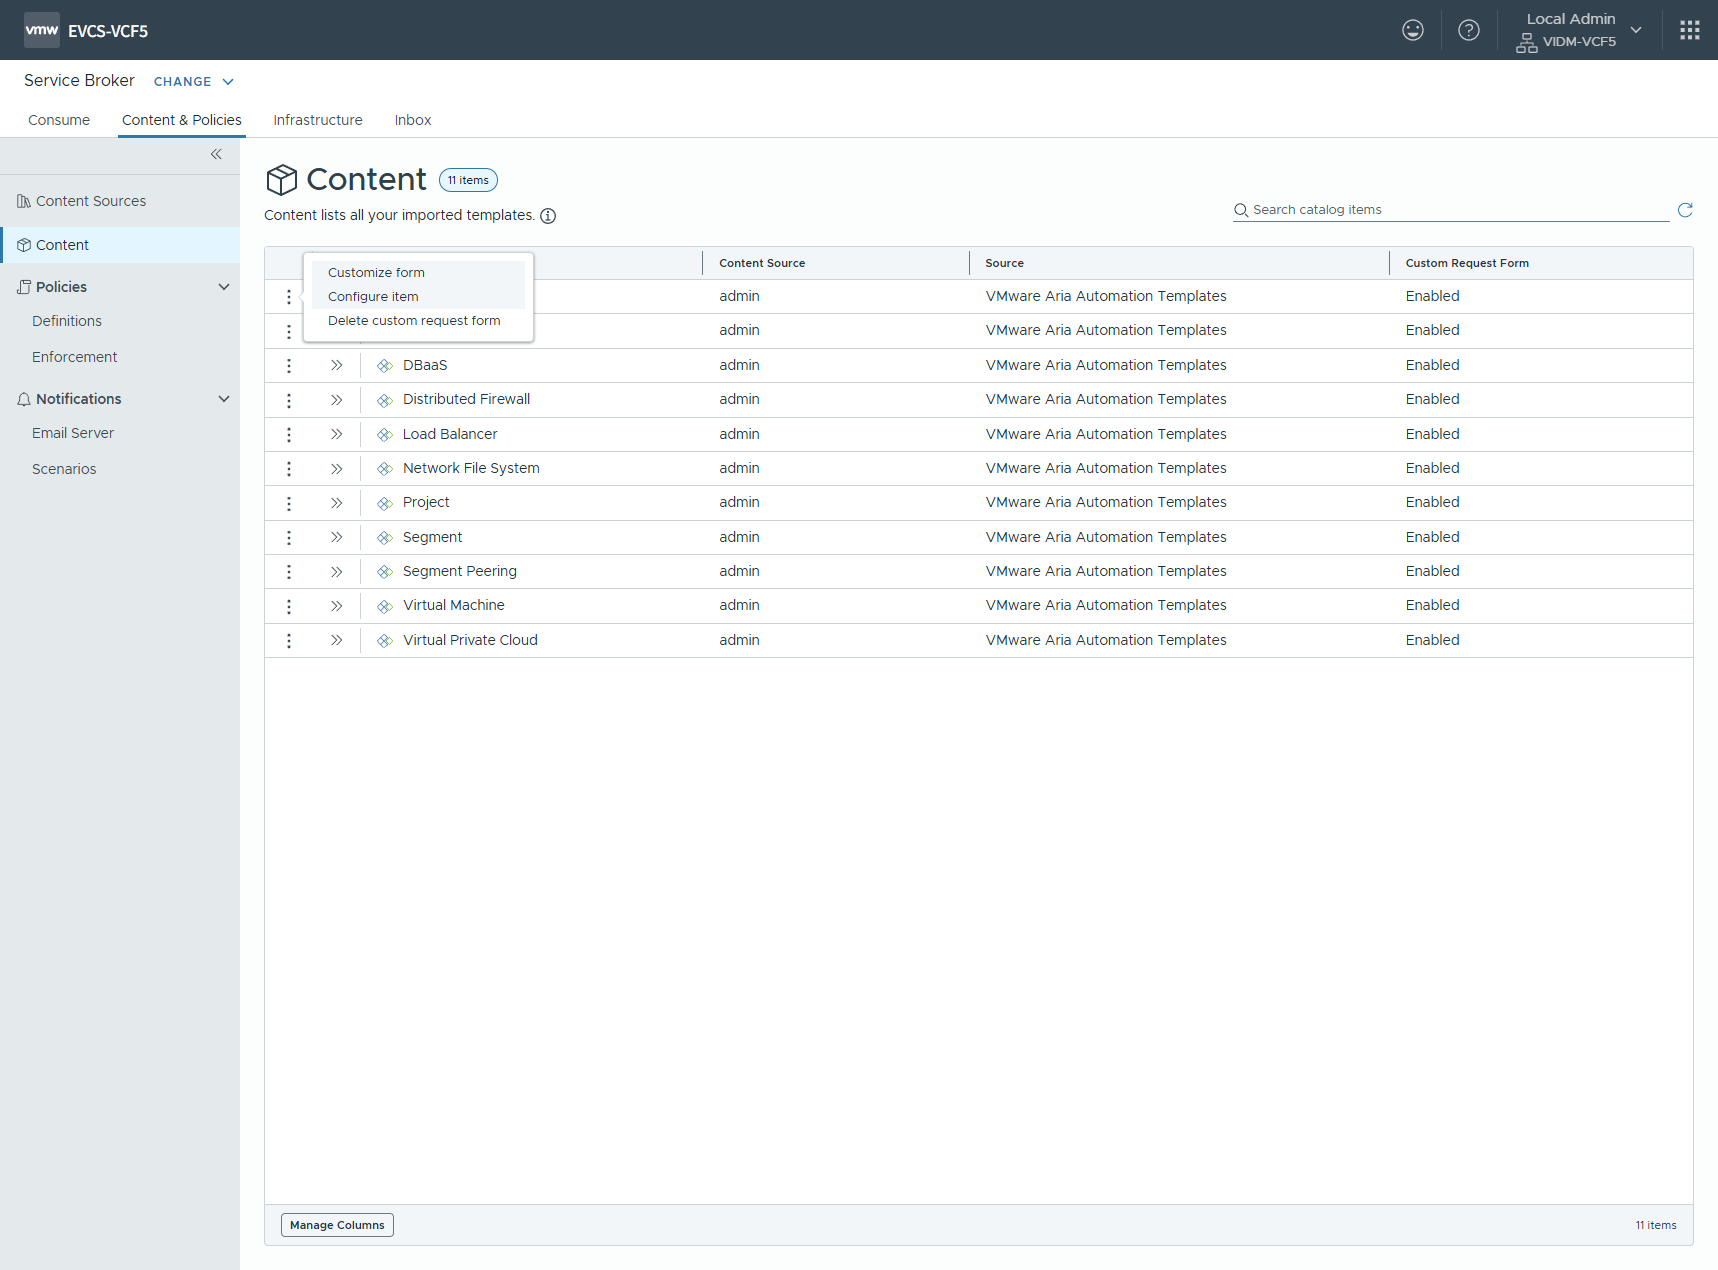 vmw EVCS-VCF5
Local Admin
VIDM-VCF5
Service Broker CHANGE
Consume Content & Policies Infrastructure Inbox
Content Sources
Content
Policies
Definitions
Enforcement
Notifications
Email Server
Scenarios
Content 11 items
Content lists all your imported templates.
Search catalog items
Content Source Source Custom Request Form
Customize form
Configure item
Delete custom request form
admin VMware Aria Automation Templates Enabled
admin VMware Aria Automation Templates Enabled
DBaaS admin VMware Aria Automation Templates Enabled
Distributed Firewall admin VMware Aria Automation Templates Enabled
Load Balancer admin VMware Aria Automation Templates Enabled
Network File System admin VMware Aria Automation Templates Enabled
Project admin VMware Aria Automation Templates Enabled
Segment admin VMware Aria Automation Templates Enabled
Segment Peering admin VMware Aria Automation Templates Enabled
Virtual Machine admin VMware Aria Automation Templates Enabled
Virtual Private Cloud admin VMware Aria Automation Templates Enabled
Manage Columns 11 items